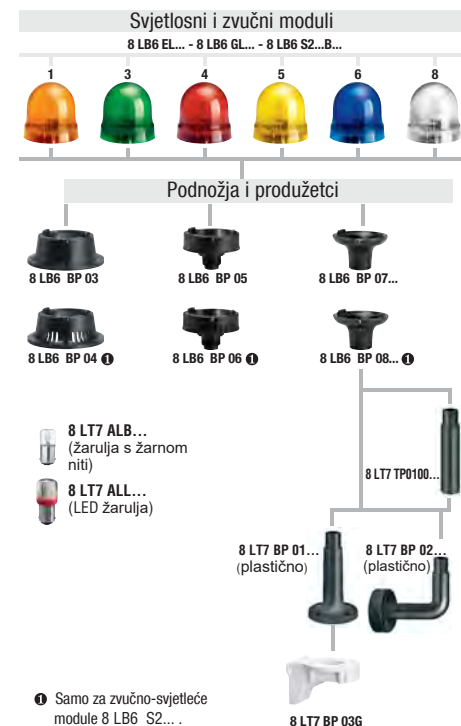 Svjetlosni i zvučni moduli
8 LB6 EL... - 8 LB6 GL... - 8 LB6 S2...B...
1 3 4 5 6 8
Podnožja i produžetci
8 LB6 BP 03 8 LB6 BP 05 8 LB6 BP 07...
8 LB6 BP 04 ❶ 8 LB6 BP 06 ❶ 8 LB6 BP 08... ❶
8 LT7 ALB...
(žarulja s žarnom
niti)
8 LT7 ALL...
(LED žarulja)
8 LT7 TP0100...
8 LT7 BP 01...
(plastično)
8 LT7 BP 02...
(plastično)
❶ Samo za zvučno-svjetleće
module 8 LB6 S2... .
8 LT7 BP 03G